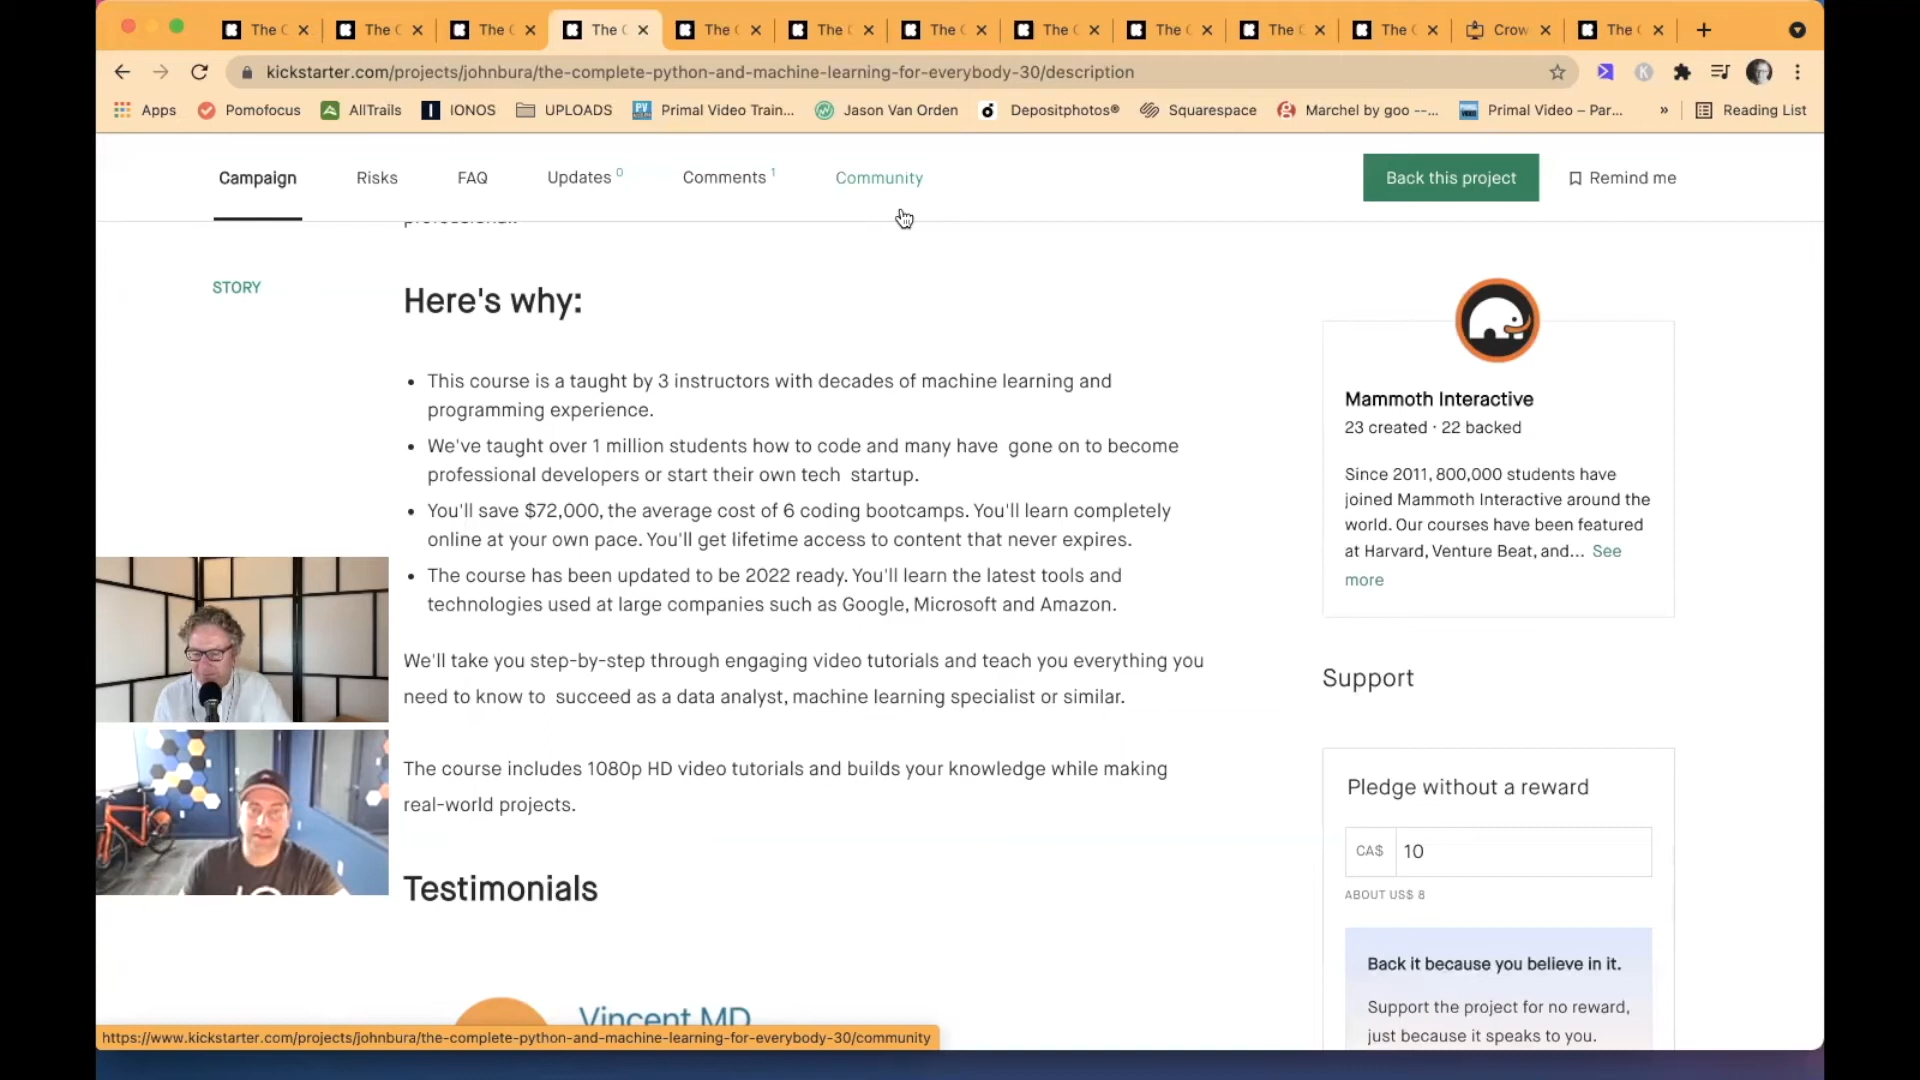 The
The
The
The
The
The
The
The
The
The
The
Crow
The
kickstarter.com/projects/johnbura/the-complete-python-and-machine-learning-for-everybody-30/description
Apps
Pomofocus
AllTrails
IONOS
UPLOADS
Primal Video Train...
Jason Van Orden
Depositphotos®
Squarespace
Marchel by goo --...
Primal Video – Par...
»
Reading List
Campaign
Risks
FAQ
Updates 0
Comments 1
Community
Back this project
Remind me
STORY
Here's why:
• This course is a taught by 3 instructors with decades of machine learning and
programming experience.
• We've taught over 1 million students how to code and many have gone on to become
professional developers or start their own tech startup.
• You'll save $72,000, the average cost of 6 coding bootcamps. You'll learn completely
online at your own pace. You'll get lifetime access to content that never expires.
• The course has been updated to be 2022 ready. You'll learn the latest tools and
technologies used at large companies such as Google, Microsoft and Amazon.
We'll take you step-by-step through engaging video tutorials and teach you everything you
need to know to succeed as a data analyst, machine learning specialist or similar.
The course includes 1080p HD video tutorials and builds your knowledge while making
real-world projects.
Testimonials
Vincent MD
Mammoth Interactive
23 created · 22 backed
Since 2011, 800,000 students have
joined Mammoth Interactive around the
world. Our courses have been featured
at Harvard, Venture Beat, and... See
more
Support
Pledge without a reward
CA$ 10
ABOUT US$ 8
Back it because you believe in it.
Support the project for no reward,
just because it speaks to you.
https://www.kickstarter.com/projects/johnbura/the-complete-python-and-machine-learning-for-everybody-30/community